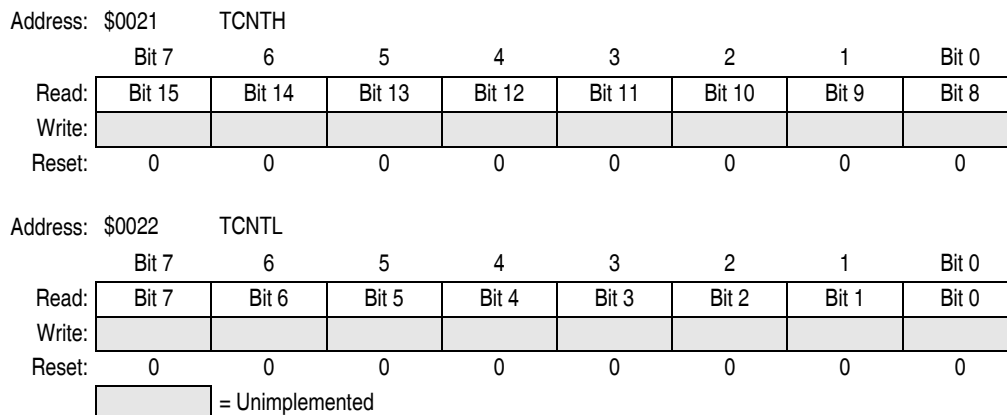 Address: $0021 TCNTH
Bit 7 6 5 4 3 2 1 Bit 0
Read: Bit 15 Bit 14 Bit 13 Bit 12 Bit 11 Bit 10 Bit 9 Bit 8
Write:
Reset: 0 0 0 0 0 0 0 0
Address: $0022 TCNTL
Bit 7 6 5 4 3 2 1 Bit 0
Read: Bit 7 Bit 6 Bit 5 Bit 4 Bit 3 Bit 2 Bit 1 Bit 0
Write:
Reset: 0 0 0 0 0 0 0 0
= Unimplemented